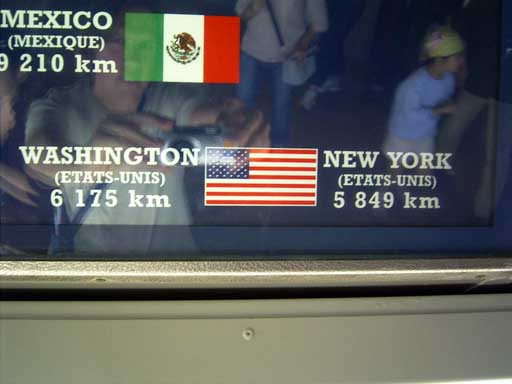 MEXICO
(MEXIQUE)
9 210 km
WASHINGTON
(ETATS-UNIS)
6 175 km
NEW YORK
(ETATS-UNIS)
5 849 km